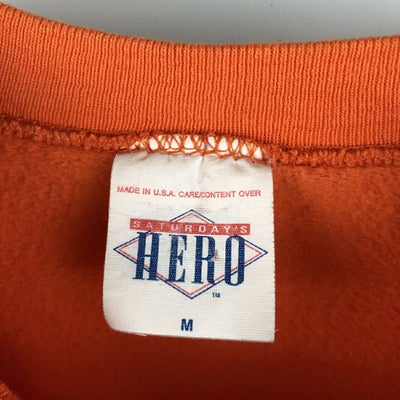 MADE IN U.S.A. CARE/CONTENT OVER
SATURDAY'S
HERO
™
M